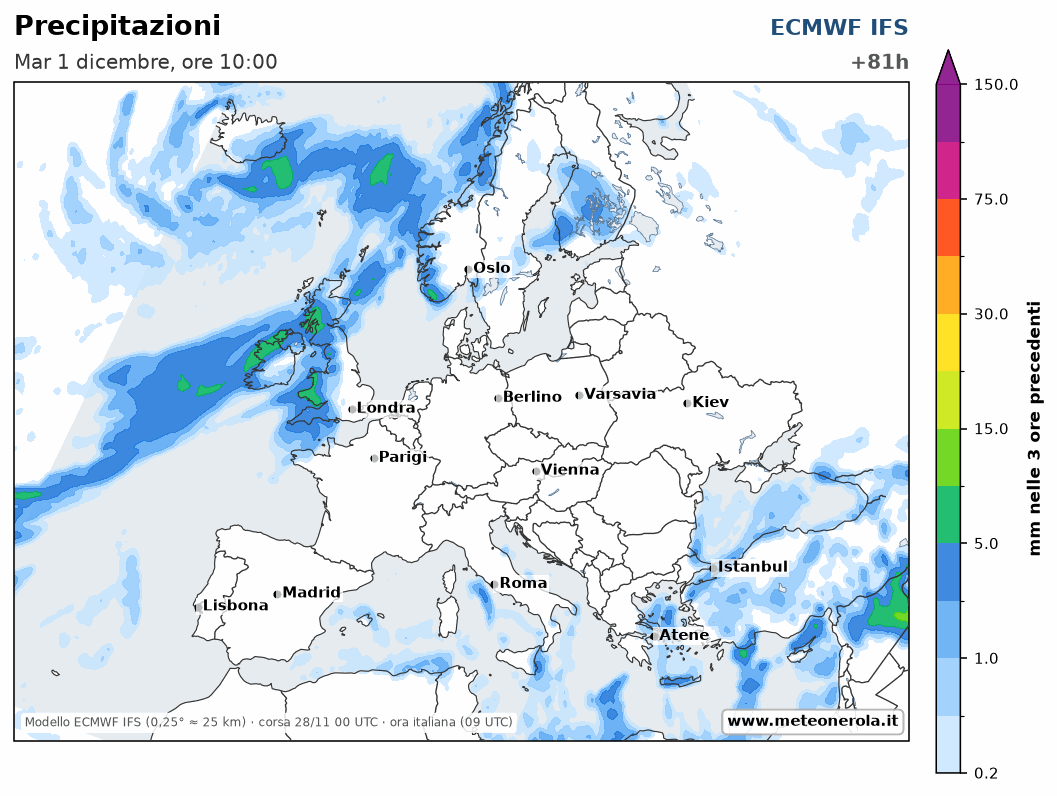 Precipitazioni
ECMWF IFS
Mar 1 dicembre, ore 10:00
+81h
150.0
75.0
30.0
15.0
5.0
1.0
0.2
mm nelle 3 ore precedenti
Oslo
Londra
Berlino
Varsavia
Kiev
Parigi
Vienna
Istanbul
Roma
Madrid
Lisbona
Atene
Modello ECMWF IFS (0,25° ≈ 25 km) · corsa 28/11 00 UTC · ora italiana (09 UTC)
www.meteonerola.it